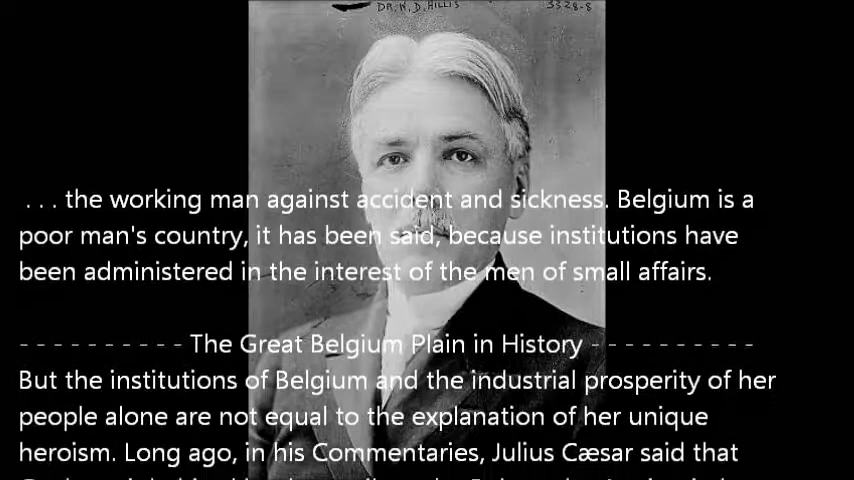 DR. N. D. HILLIS 3328-8
. . . the working man against accident and sickness. Belgium is a
poor man's country, it has been said, because institutions have
been administered in the interest of the men of small affairs.
- - - - - - - - - - The Great Belgium Plain in History - - - - - - - - - -
But the institutions of Belgium and the industrial prosperity of her
people alone are not equal to the explanation of her unique
heroism. Long ago, in his Commentaries, Julius Cæsar said that